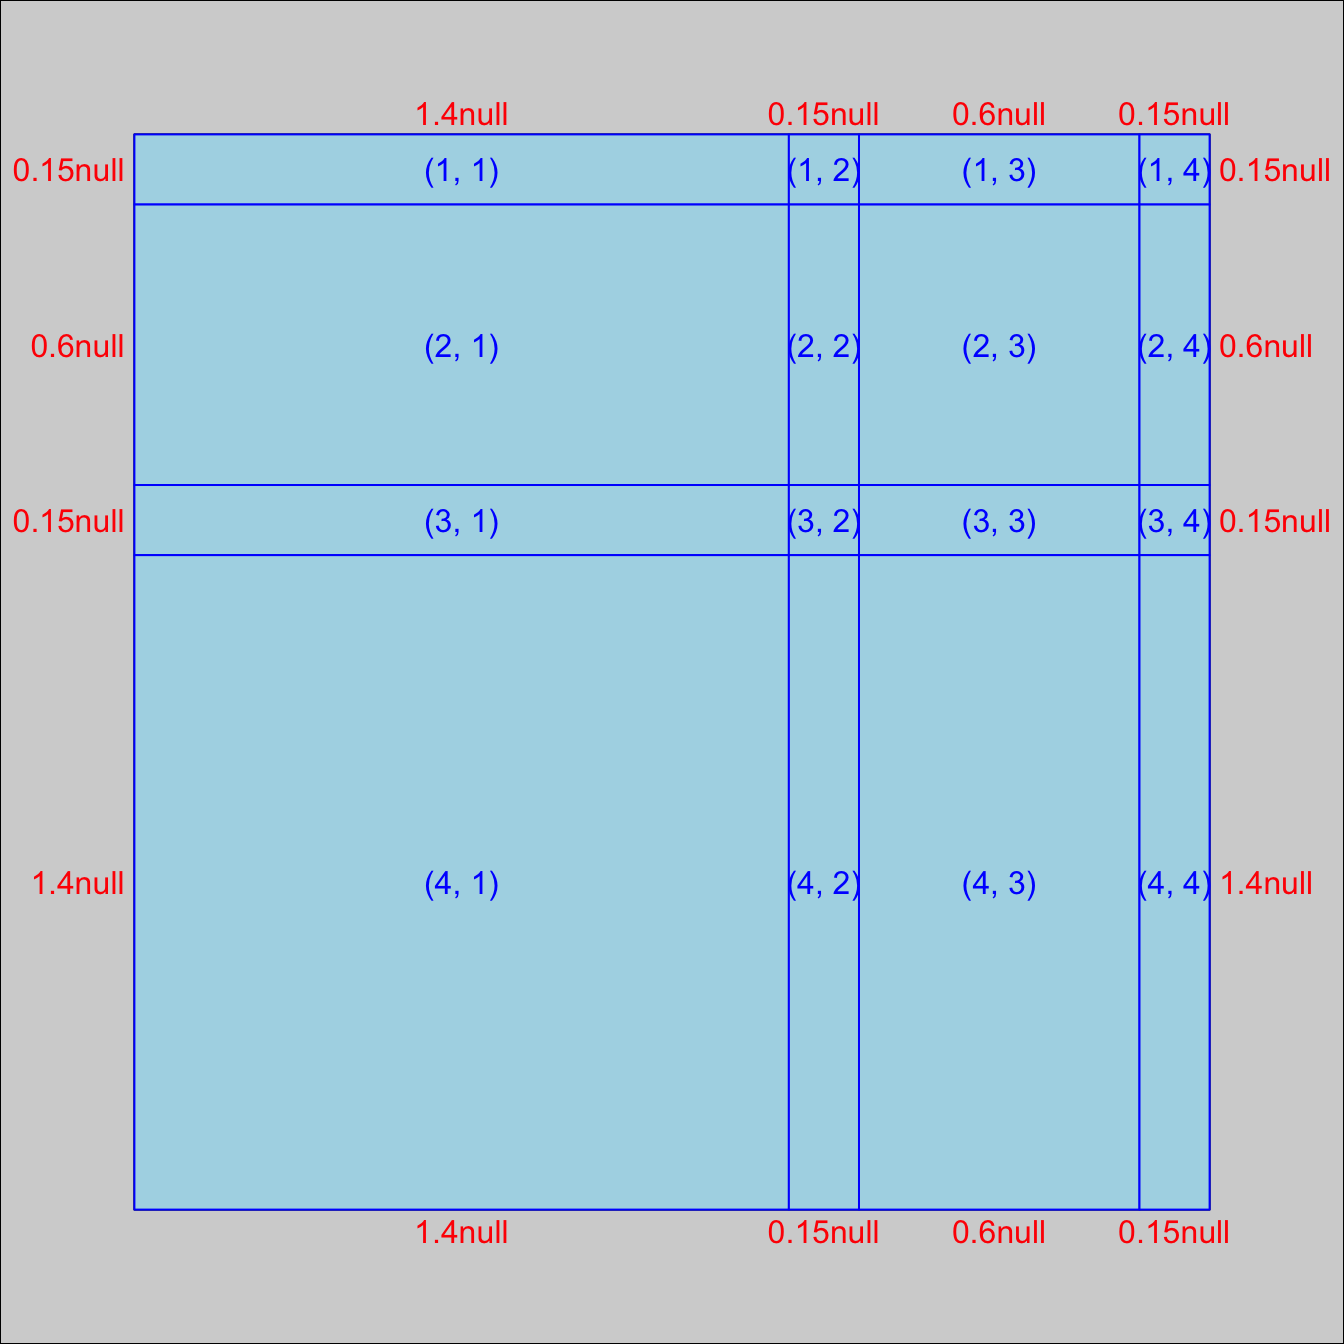 1.4null 0.15null 0.6null 0.15null
0.15null (1, 1) (1, 2) (1, 3) (1, 4) 0.15null
0.6null (2, 1) (2, 2) (2, 3) (2, 4) 0.6null
0.15null (3, 1) (3, 2) (3, 3) (3, 4) 0.15null
1.4null (4, 1) (4, 2) (4, 3) (4, 4) 1.4null
1.4null 0.15null 0.6null 0.15null